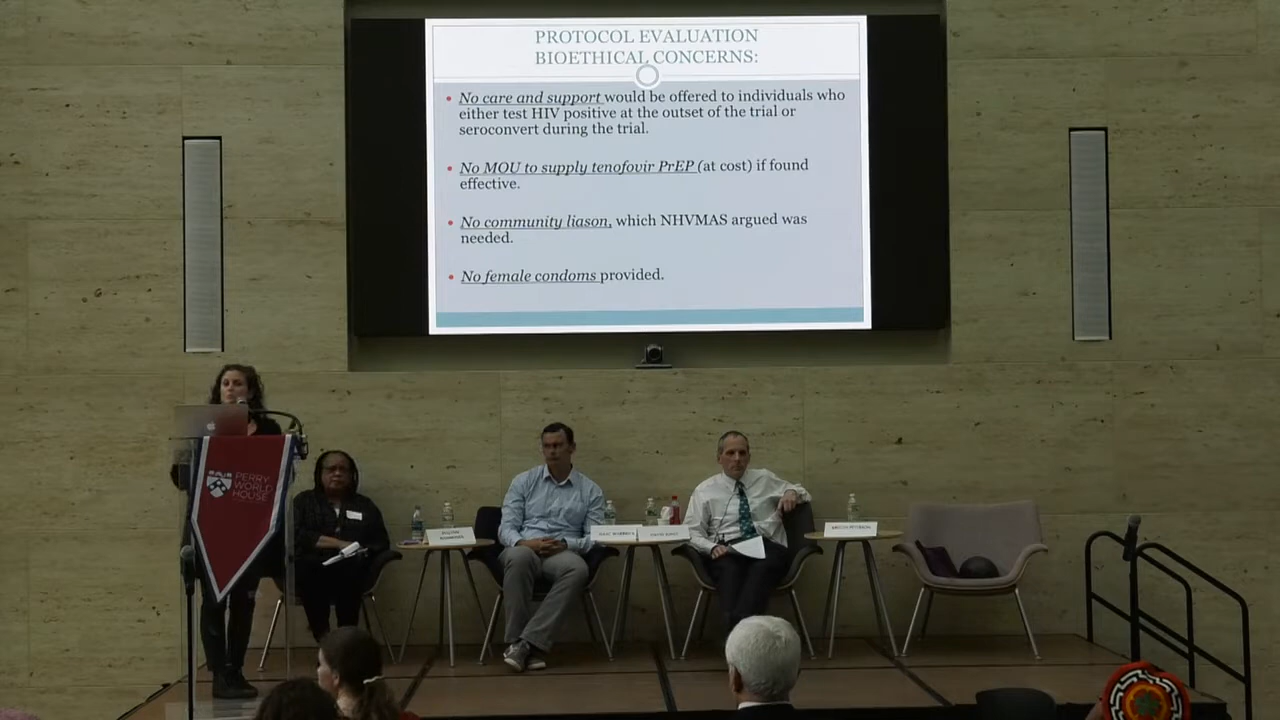 PROTOCOL EVALUATION
BIOETHICAL CONCERNS:
• No care and support would be offered to individuals who
either test HIV positive at the outset of the trial or
seroconvert during the trial.
• No MOU to supply tenofovir PrEP (at cost) if found
effective.
• No community liason, which NHVMAS argued was
needed.
• No female condoms provided.
PERRY
WORLD
HOUSE